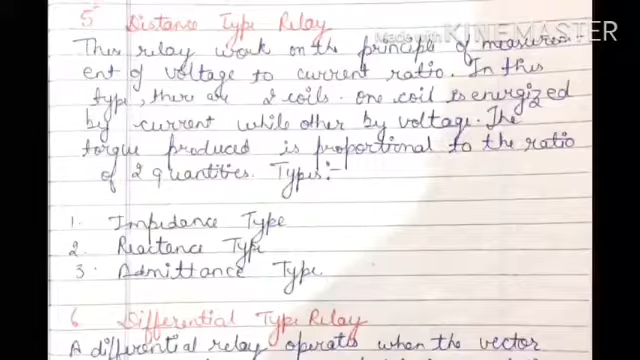 5 Distance Type Relay
Made with KINEMASTER
This relay work on the principle of measurem-
ent of voltage to current ratio. In this
type, there are 2 coils. one coil is energized
by current while other by voltage. The
torque produced is proportional to the ratio
of 2 quantities. Types:-
1. Impedance Type
2. Reactance Type
3. Admittance Type
6 Differential Type Relay
A differential relay operates when the vector